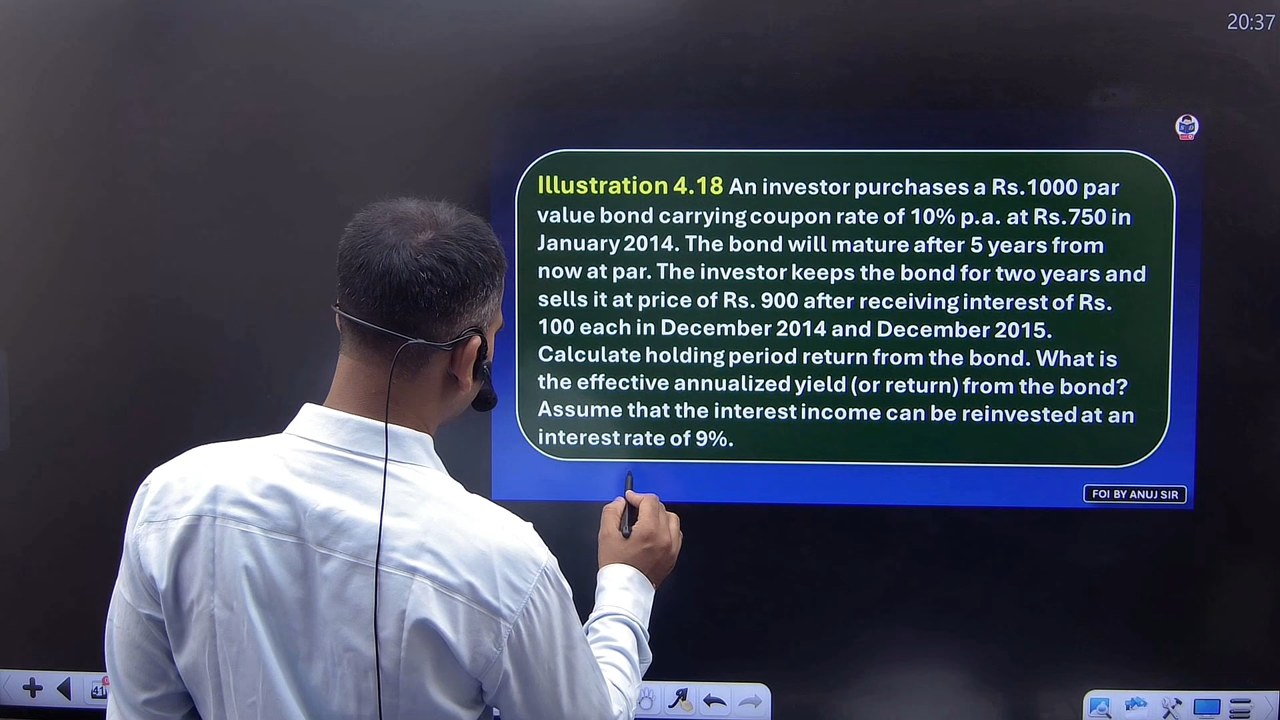 20:37
Illustration 4.18 An investor purchases a Rs.1000 par
value bond carrying coupon rate of 10% p.a. at Rs.750 in
January 2014. The bond will mature after 5 years from
now at par. The investor keeps the bond for two years and
sells it at price of Rs. 900 after receiving interest of Rs.
100 each in December 2014 and December 2015.
Calculate holding period return from the bond. What is
the effective annualized yield (or return) from the bond?
Assume that the interest income can be reinvested at an
interest rate of 9%.
FOI BY ANUJ SIR